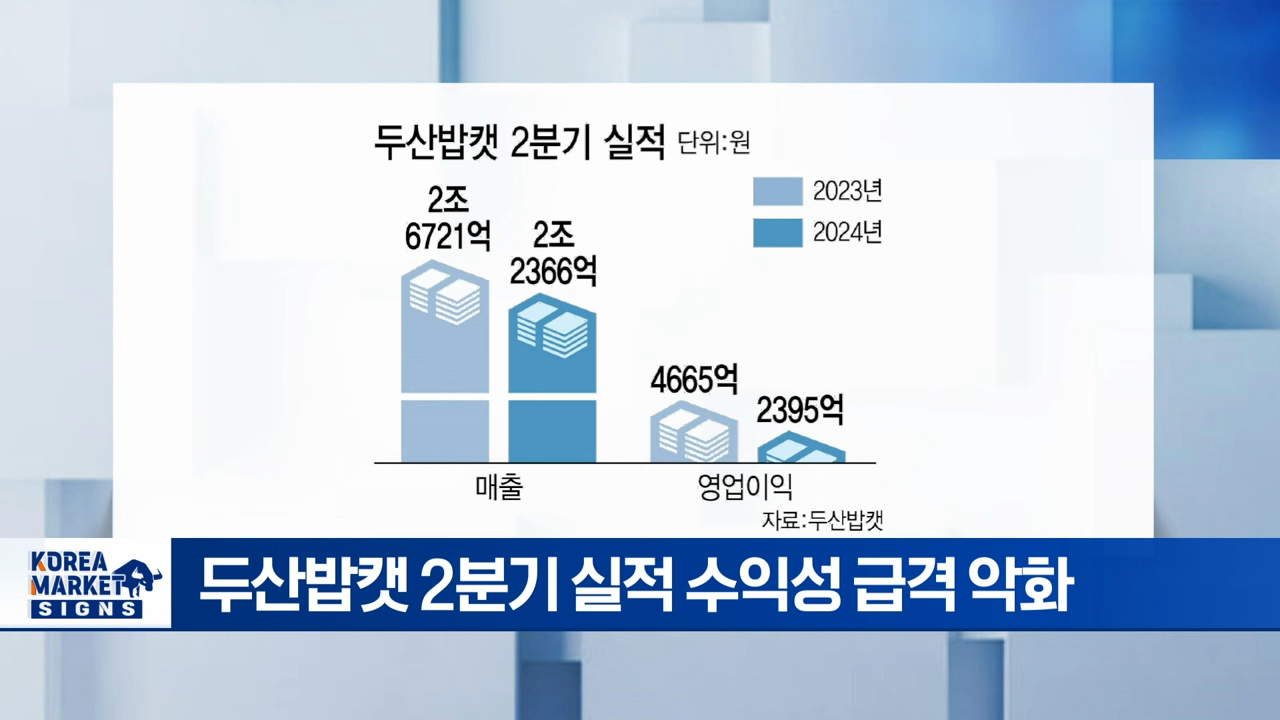 두산밥캣 2분기 실적 단위:원
2023년
2024년
2조
6721억
2조
2366억
4665억
2395억
매출
영업이익
자료:두산밥캣
KOREA
MARKET
SIGNS
두산밥캣 2분기 실적 수익성 급격 악화